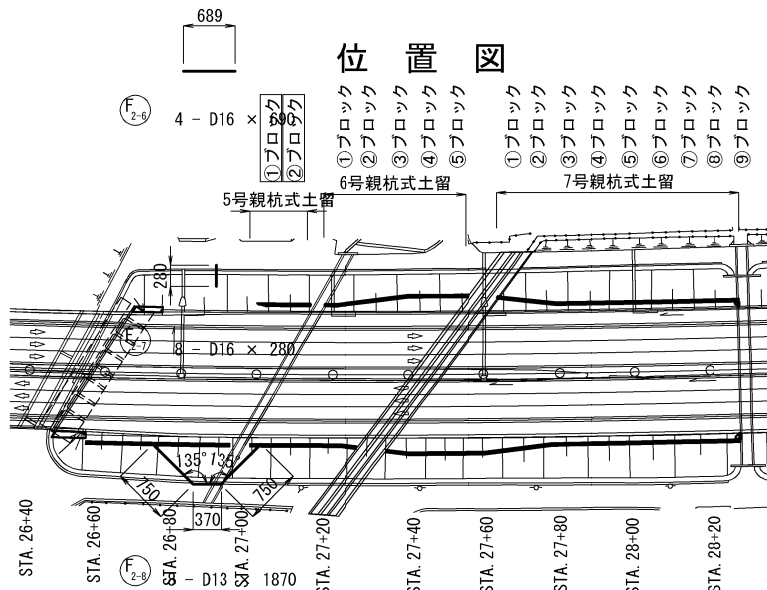 689
位 置 図
F2-6
4 - D16 × 690
①ブロック
②ブロック
①ブロック
②ブロック
③ブロック
④ブロック
⑤ブロック
①ブロック
②ブロック
③ブロック
④ブロック
⑤ブロック
⑥ブロック
⑦ブロック
⑧ブロック
⑨ブロック
5号親杭式土留
6号親杭式土留
7号親杭式土留
280
F2-7
8 - D16 × 280
135°
135°
750
750
370
STA. 26+40
STA. 26+60
STA. 26+80
STA. 27+00
STA. 27+20
STA. 27+40
STA. 27+60
STA. 27+80
STA. 28+00
STA. 28+20
F2-8
- D13 × 1870